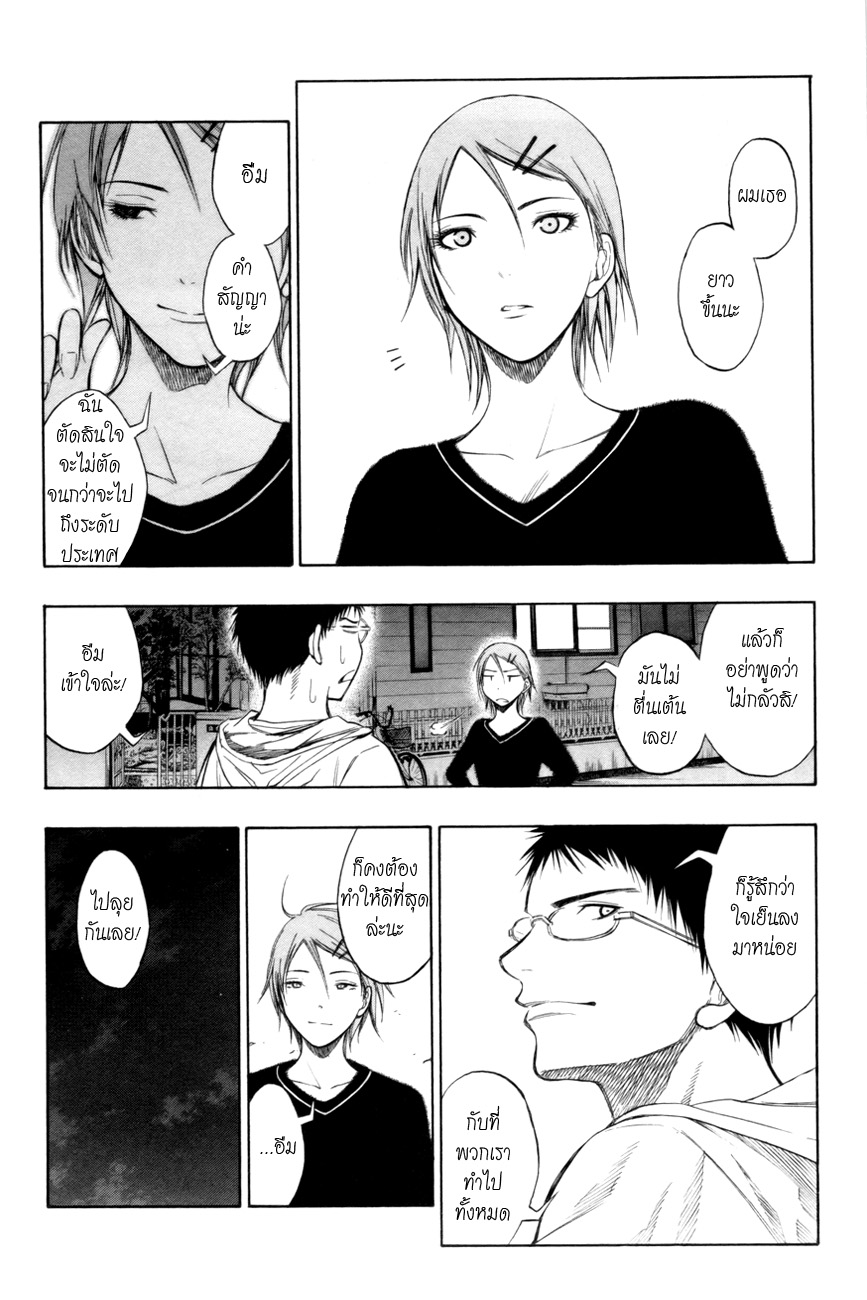 ผมเธอ
ยาว
ขึ้นนะ
อืม
คำ
สัญญา
น่ะ
ฉัน
ตัดสินใจ
จะไม่ตัด
จนกว่าจะไป
ถึงระดับ
ประเทศ
แล้วก็
อย่าพูดว่า
ไม่กลัวสิ!
มันไม่
ตื่นเต้น
เลย!
อืม
เข้าใจล่ะ!
ก็รู้สึกว่า
ใจเย็นลง
มาหน่อย
กับที่
พวกเรา
ทำไป
ทั้งหมด
ก็คงต้อง
ทำให้ดีที่สุด
ล่ะนะ
...อืม
ไปลุย
กันเลย!